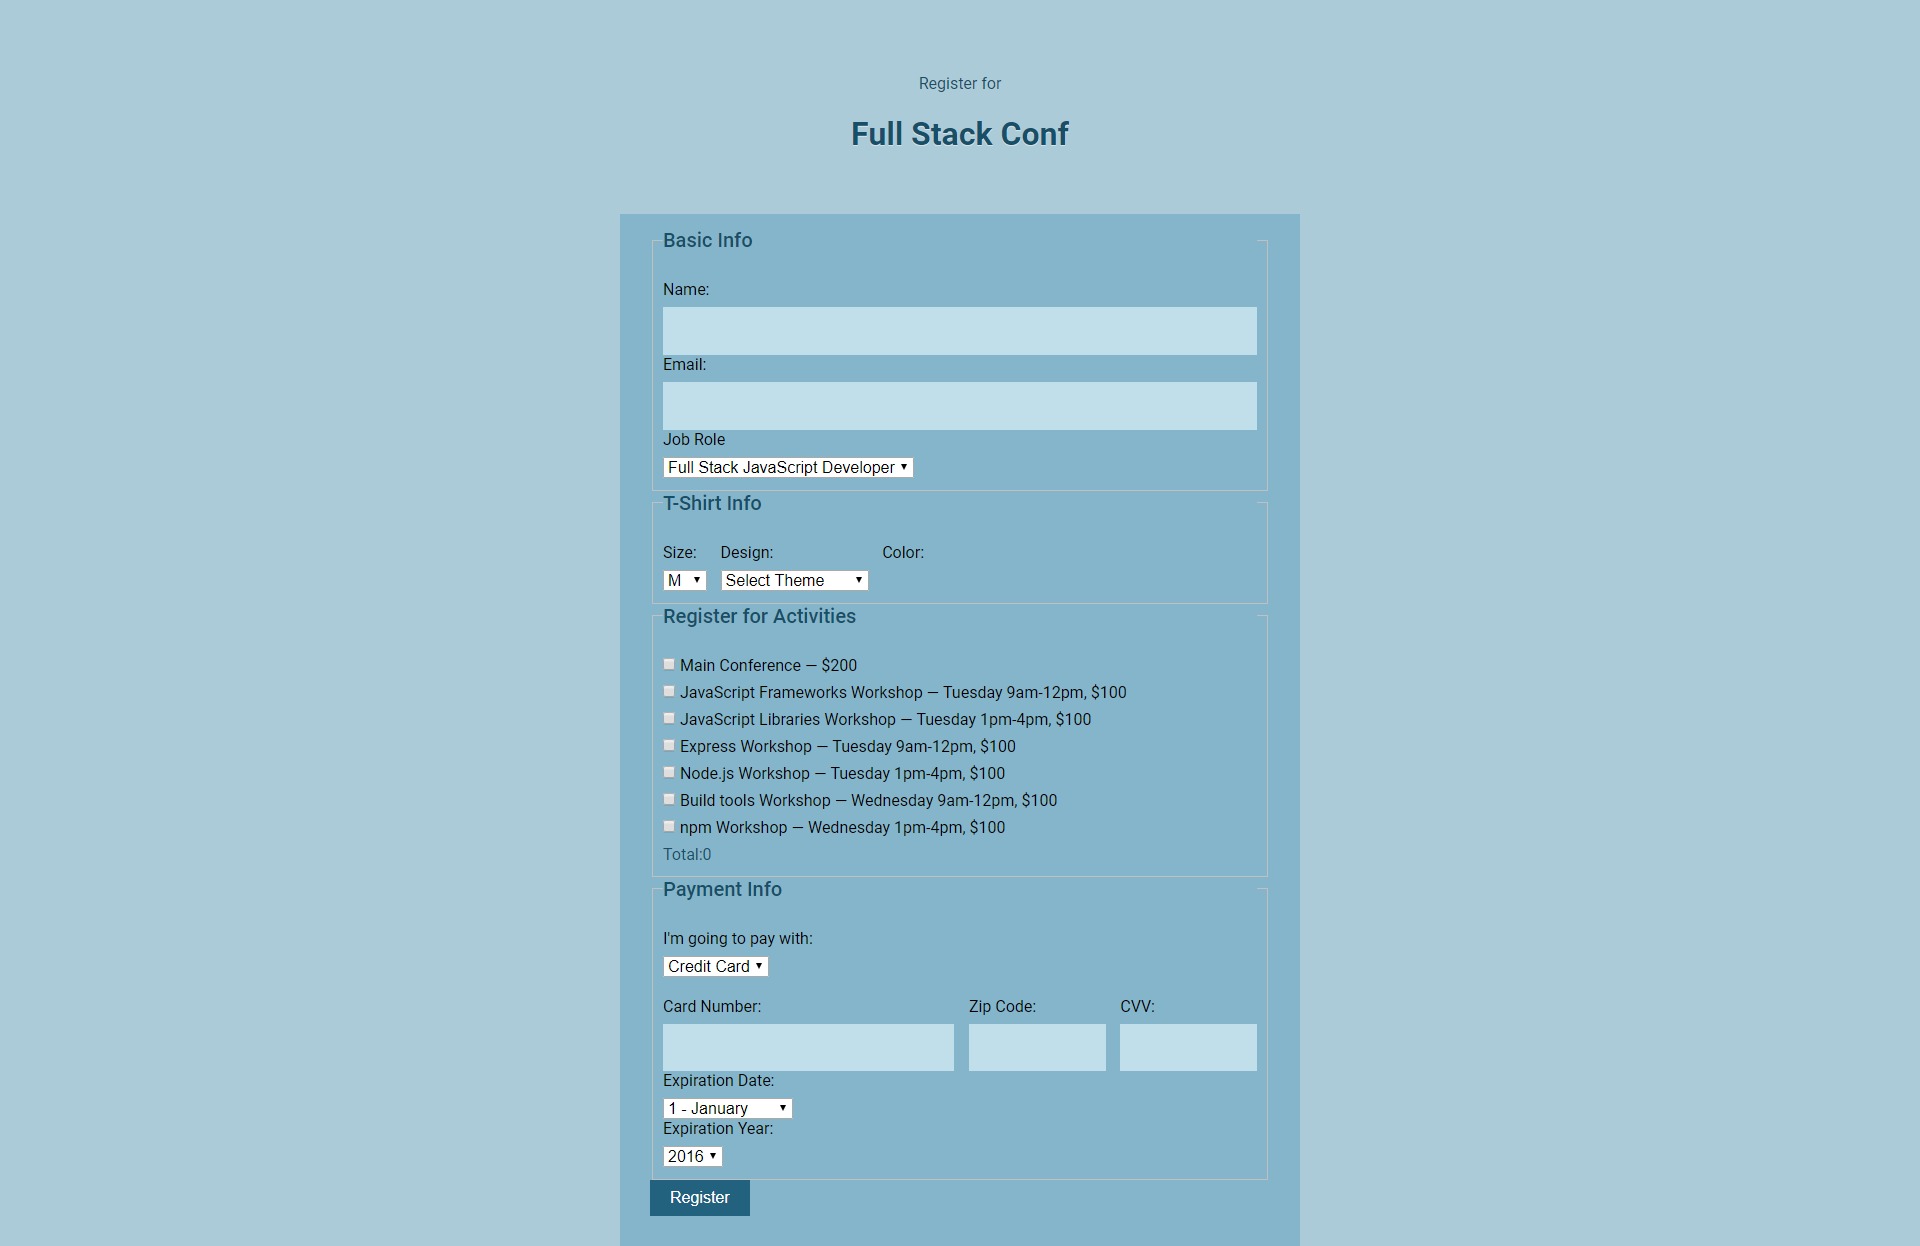 Register for
Full Stack Conf
Basic Info
Name:
Email:
Job Role
Full Stack JavaScript Developer
T-Shirt Info
Size: Design: Color:
M Select Theme
Register for Activities
Main Conference — $200
JavaScript Frameworks Workshop — Tuesday 9am-12pm, $100
JavaScript Libraries Workshop — Tuesday 1pm-4pm, $100
Express Workshop — Tuesday 9am-12pm, $100
Node.js Workshop — Tuesday 1pm-4pm, $100
Build tools Workshop — Wednesday 9am-12pm, $100
npm Workshop — Wednesday 1pm-4pm, $100
Total:0
Payment Info
I'm going to pay with:
Credit Card
Card Number: Zip Code: CVV:
Expiration Date:
1 - January
Expiration Year:
2016
Register